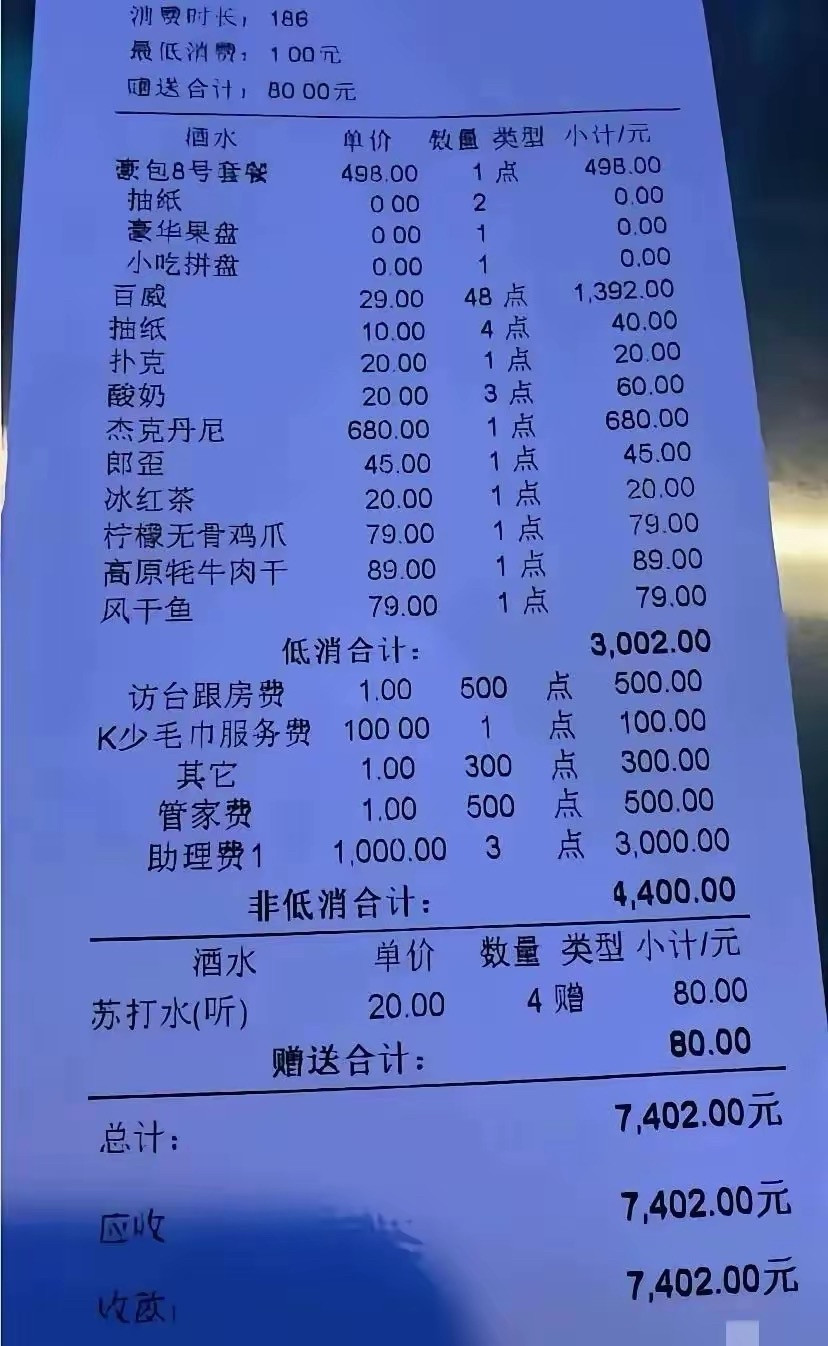 消费时长: 186
最低消费: 1 00元
赠送合计: 80 00元
酒水 单价 数量 类型 小计/元
豪包8号套餐 498.00 1 点 498.00
抽纸 0 00 2 0.00
豪华果盘 0 00 1 0.00
小吃拼盘 0.00 1 0.00
百威 29.00 48 点 1,392.00
抽纸 10.00 4 点 40.00
扑克 20.00 1 点 20.00
酸奶 20 00 3 点 60.00
杰克丹尼 680.00 1 点 680.00
郎歪 45.00 1 点 45.00
冰红茶 20.00 1 点 20.00
柠檬无骨鸡爪 79.00 1 点 79.00
高原牦牛肉干 89.00 1 点 89.00
风干鱼 79.00 1 点 79.00
低消合计: 3,002.00
访台跟房费 1.00 500 点 500.00
K少毛巾服务费 100 00 1 点 100.00
其它 1.00 300 点 300.00
管家费 1.00 500 点 500.00
助理费1 1,000.00 3 点 3,000.00
非低消合计: 4,400.00
酒水 单价 数量 类型 小计/元
苏打水(听) 20.00 4 赠 80.00
赠送合计: 80.00
总计: 7,402.00元
应收 7,402.00元
收款: 7,402.00元